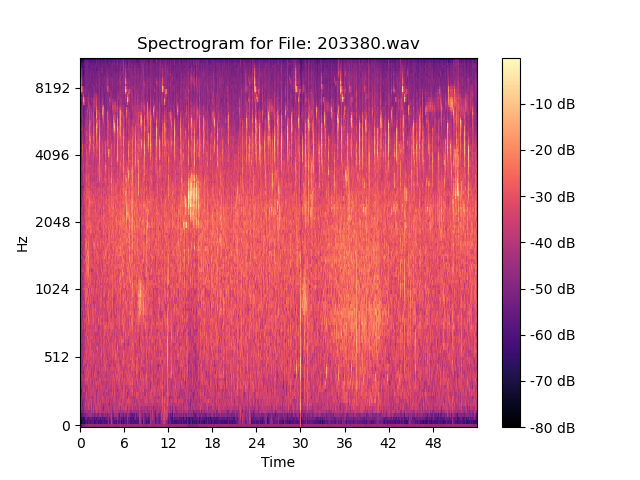 Spectrogram for File: 203380.wav
8192
4096
2048
1024
512
0
Hz
0 6 12 18 24 30 36 42 48
Time
-10 dB
-20 dB
-30 dB
-40 dB
-50 dB
-60 dB
-70 dB
-80 dB